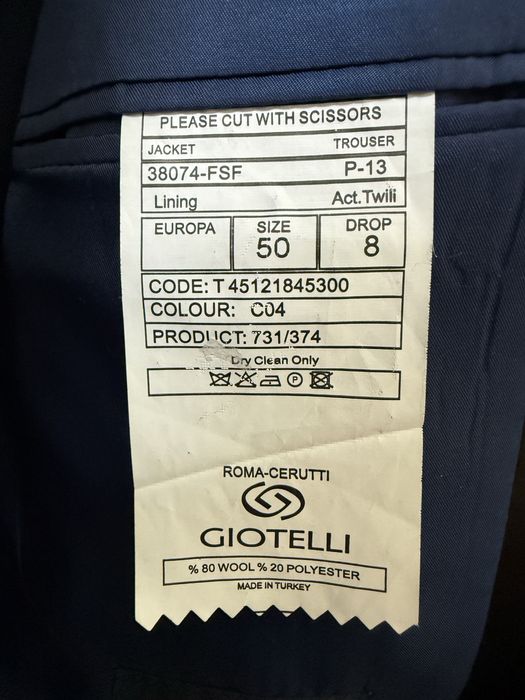 PLEASE CUT WITH SCISSORS
JACKET TROUSER
38074-FSF P-13
Lining Act.Twili
EUROPA SIZE DROP
50 8
CODE: T 45121845300
COLOUR: C04
PRODUCT: 731/374
Dry Clean Only
P
ROMA-CERUTTI
GIOTELLI
% 80 WOOL % 20 POLYESTER
MADE IN TURKEY